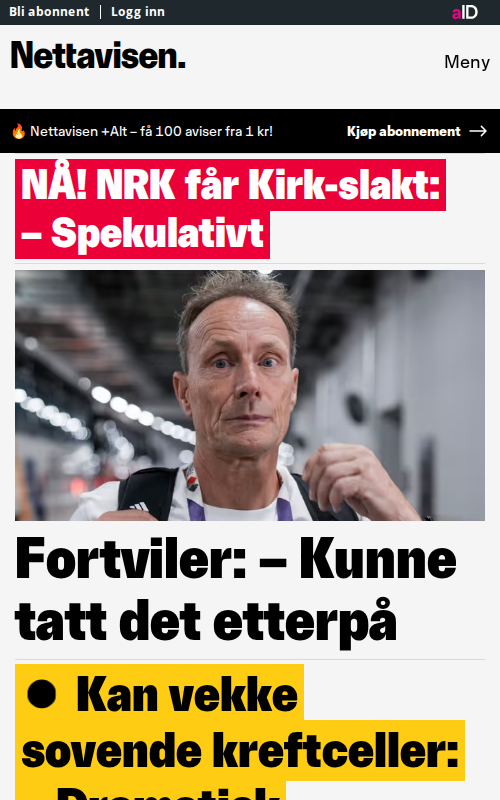 Bli abonnent | Logg inn
aID
Nettavisen.
Meny
🔥 Nettavisen +Alt – få 100 aviser fra 1 kr!
Kjøp abonnement →
NÅ! NRK får Kirk-slakt:
– Spekulativt
Fortviler: – Kunne
tatt det etterpå
● Kan vekke
sovende kreftceller:
– Dramatisk